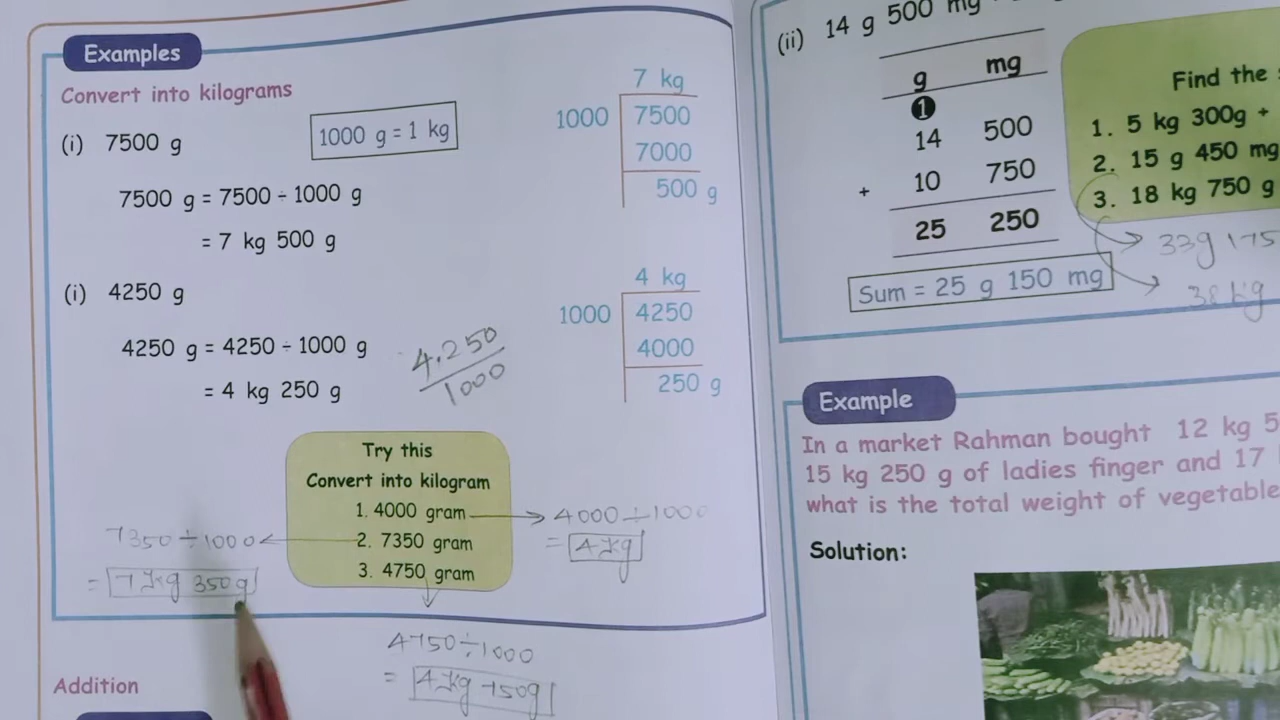 Examples
Convert into kilograms
(i) 7500 g
1000 g = 1 kg
7500 g = 7500 ÷ 1000 g
= 7 kg 500 g
7 kg
1000 7500
7000
500 g
(i) 4250 g
4250 g = 4250 ÷ 1000 g
= 4 kg 250 g
4.250
1000
4 kg
1000 4250
4000
250 g
Try this
Convert into kilogram
1. 4000 gram
2. 7350 gram
3. 4750 gram
4000 ÷ 1000
= 4 kg
7350 ÷ 1000
= 7 kg 350g
4750 ÷ 1000
= 4 kg 750g
Addition
(ii) 14 g 500 mg
g mg
1
14 500
+ 10 750
25 250
Sum = 25 g 150 mg
Find the
1. 5 kg 300g +
2. 15 g 450 mg
3. 18 kg 750 g
33g 175
38 kg
Example
In a market Rahman bought 12 kg 5
15 kg 250 g of ladies finger and 17
what is the total weight of vegetable
Solution: